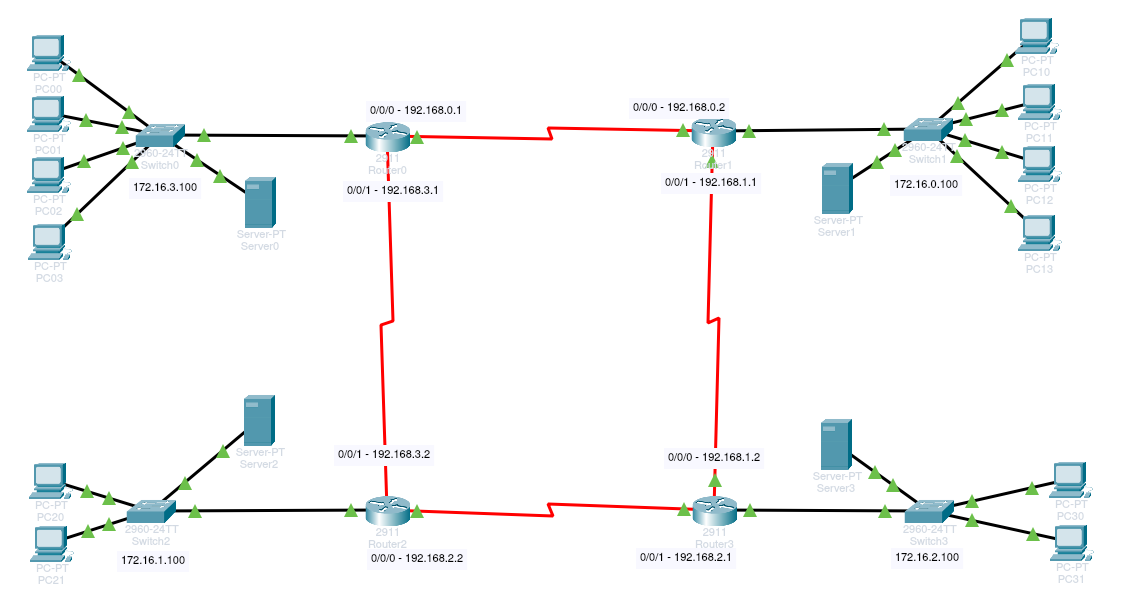 PC-PT
PC00
PC-PT
PC01
PC-PT
PC02
PC-PT
PC03
2960-24TT
Switch0
172.16.3.100
Server-PT
Server0
0/0/0 - 192.168.0.1
2911
Router0
0/0/1 - 192.168.3.1
0/0/0 - 192.168.0.2
2911
Router1
0/0/1 - 192.168.1.1
2960-24TT
Switch1
172.16.0.100
Server-PT
Server1
PC-PT
PC10
PC-PT
PC11
PC-PT
PC12
PC-PT
PC13
Server-PT
Server2
PC-PT
PC20
PC-PT
PC21
2960-24TT
Switch2
172.16.1.100
0/0/1 - 192.168.3.2
2911
Router2
0/0/0 - 192.168.2.2
0/0/0 - 192.168.1.2
2911
Router3
0/0/1 - 192.168.2.1
Server-PT
Server3
2960-24TT
Switch3
172.16.2.100
PC-PT
PC30
PC-PT
PC31